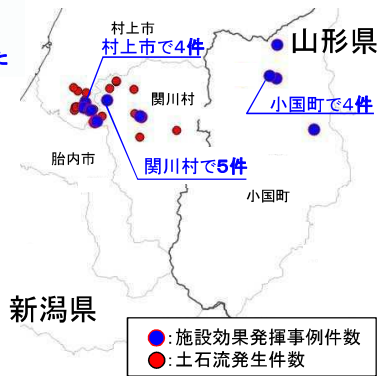 村上市
山形県
村上市で4件
関川村
小国町で4件
関川村で5件
胎内市
小国町
新潟県
:施設効果発揮事例件数
:土石流発生件数